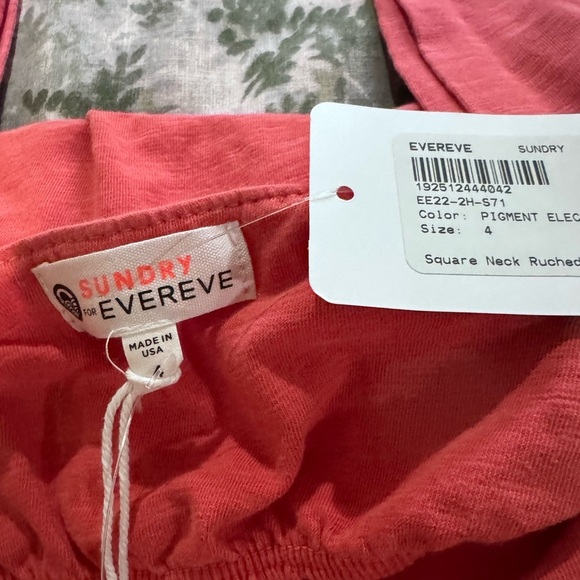 SUNDRY
FOR EVEREVE
MADE IN
USA
4
EVEREVE SUNDRY
192512444042
EE22-2H-S71
Color: PIGMENT ELEC
Size: 4
Square Neck Ruched